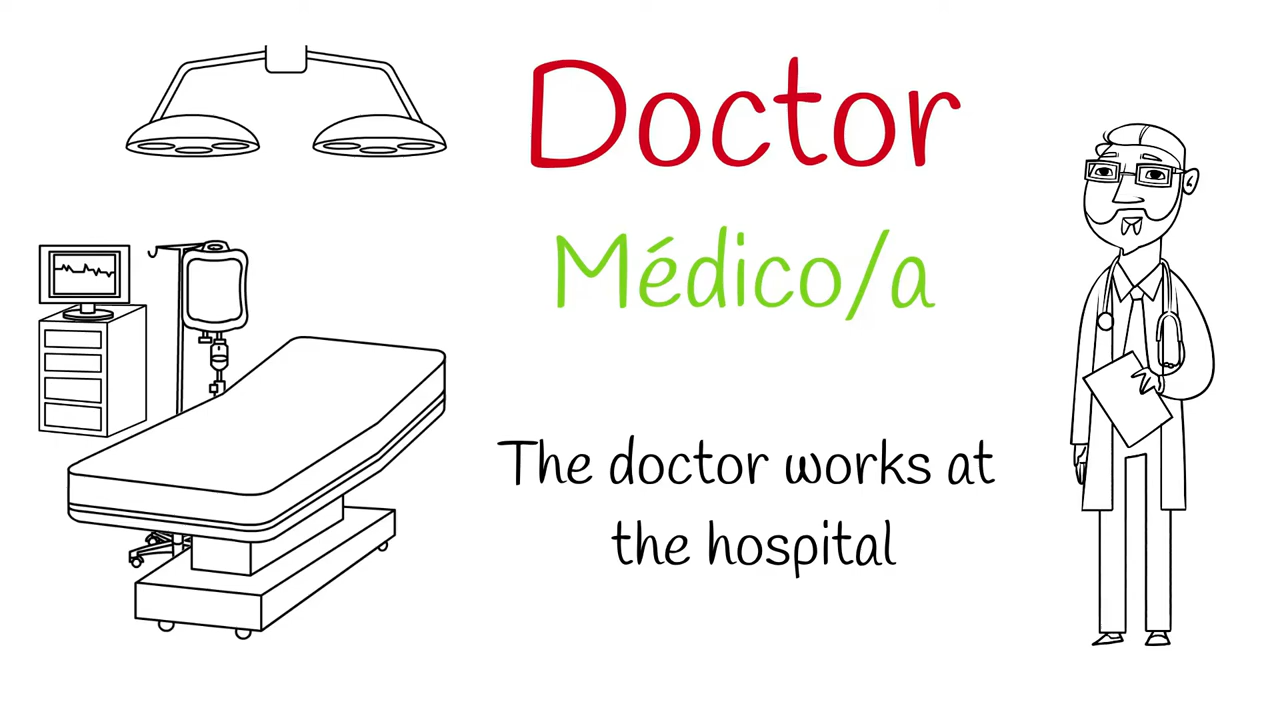 Doctor
Médico/a
The doctor works at
the hospital